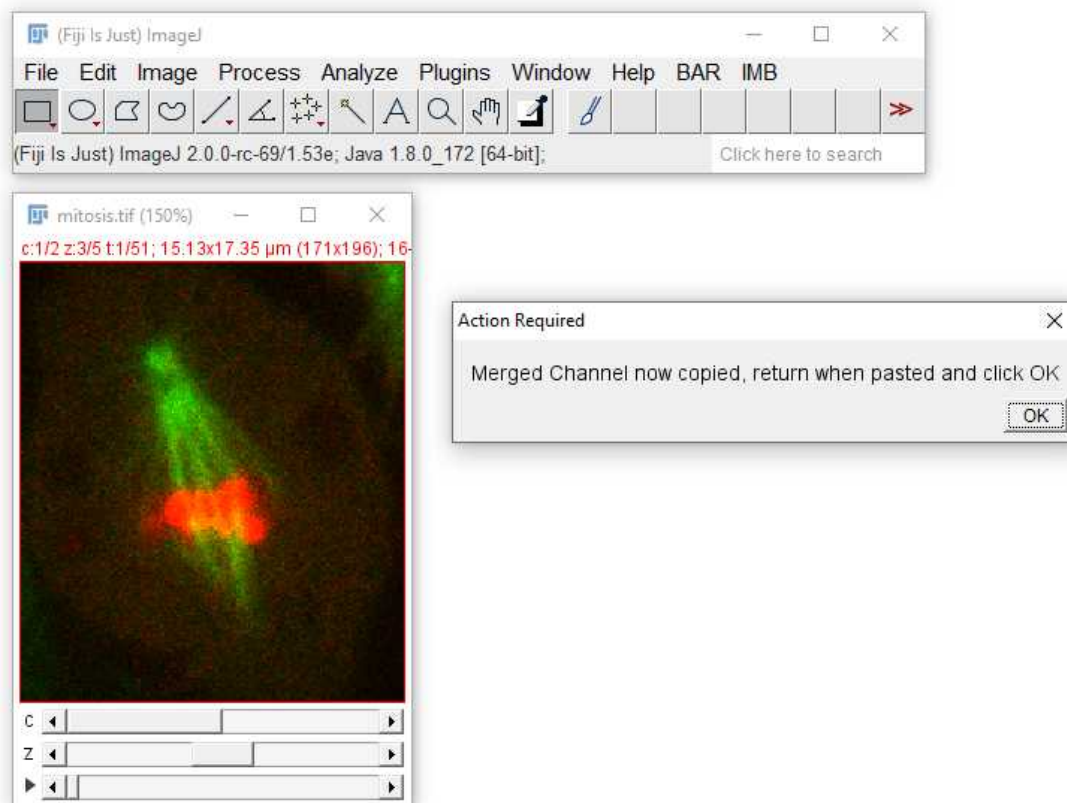 (Fiji Is Just) ImageJ
File Edit Image Process Analyze Plugins Window Help BAR IMB
(Fiji Is Just) ImageJ 2.0.0-rc-69/1.53e; Java 1.8.0_172 [64-bit];
Click here to search
mitosis.tif (150%)
c:1/2 z:3/5 t:1/51; 15.13x17.35 µm (171x196); 16-
Action Required
Merged Channel now copied, return when pasted and click OK
OK
C
Z